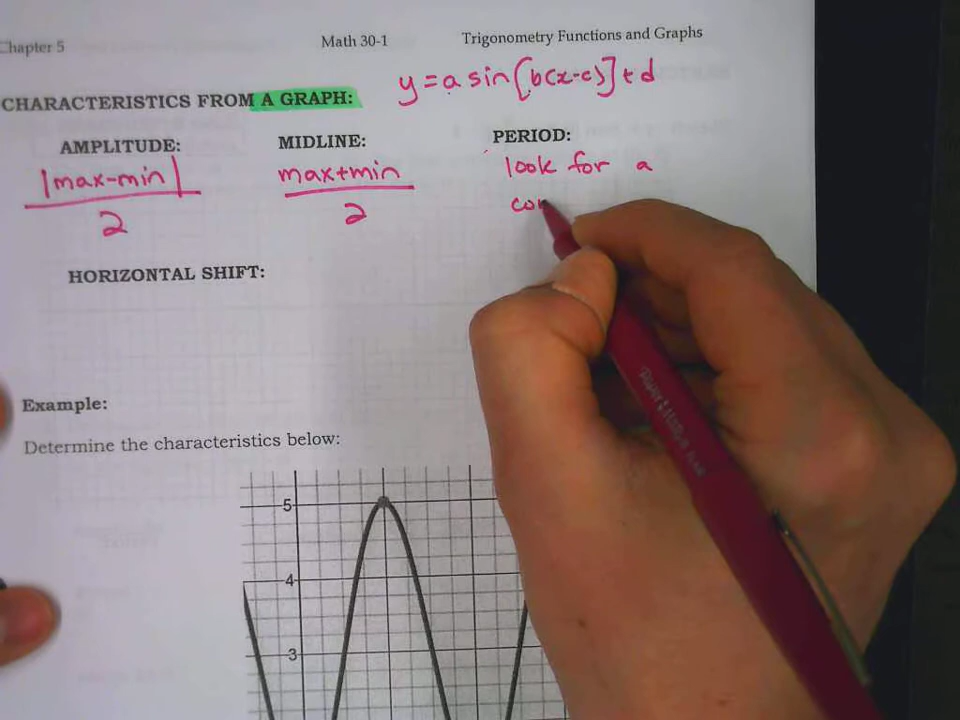 Chapter 5 Math 30-1 Trigonometry Functions and Graphs
CHARACTERISTICS FROM A GRAPH: y = a sin[b(x-c)] + d
AMPLITUDE: MIDLINE: PERIOD:
|max-min| max+min look for a
2 2 co
HORIZONTAL SHIFT:
Example:
Determine the characteristics below:
5
4
3